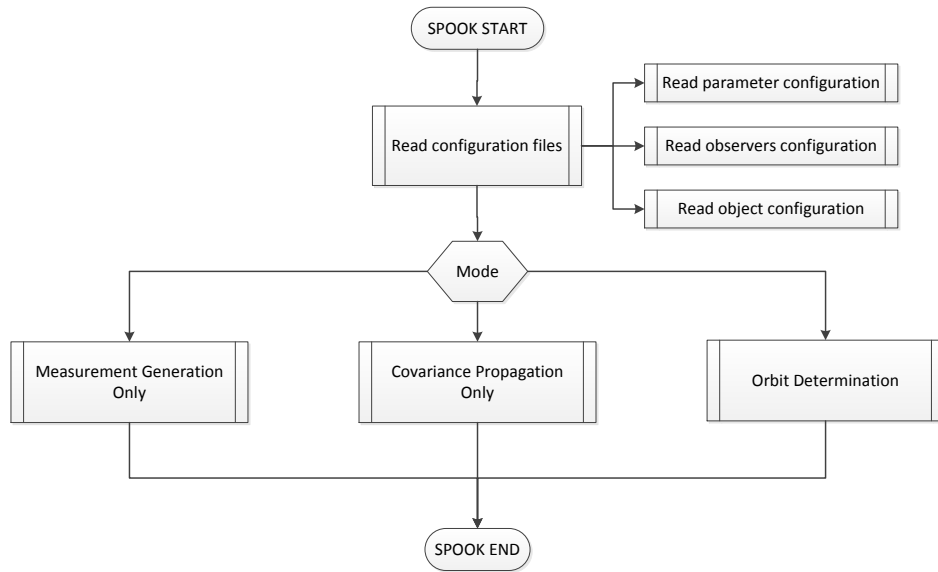 SPOOK START
Read parameter configuration
Read configuration files
Read observers configuration
Read object configuration
Mode
Measurement Generation
Only
Covariance Propagation
Only
Orbit Determination
SPOOK END